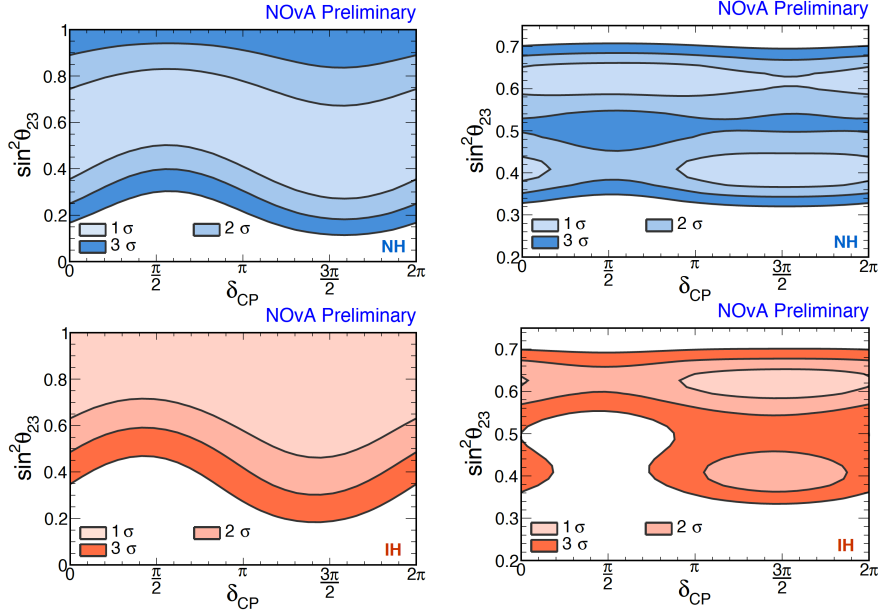 NOvA Preliminary
sin²θ₂₃
1
0.8
0.6
0.4
0.2
0
1 σ
2 σ
3 σ
NH
0
π/2
π
3π/2
2π
δCP
NOvA Preliminary
sin²θ₂₃
0.7
0.6
0.5
0.4
0.3
0.2
1 σ
2 σ
3 σ
NH
0
π/2
π
3π/2
2π
δCP
NOvA Preliminary
sin²θ₂₃
1
0.8
0.6
0.4
0.2
0
1 σ
2 σ
3 σ
IH
0
π/2
π
3π/2
2π
δCP
NOvA Preliminary
sin²θ₂₃
0.7
0.6
0.5
0.4
0.3
0.2
1 σ
2 σ
3 σ
IH
0
π/2
π
3π/2
2π
δCP